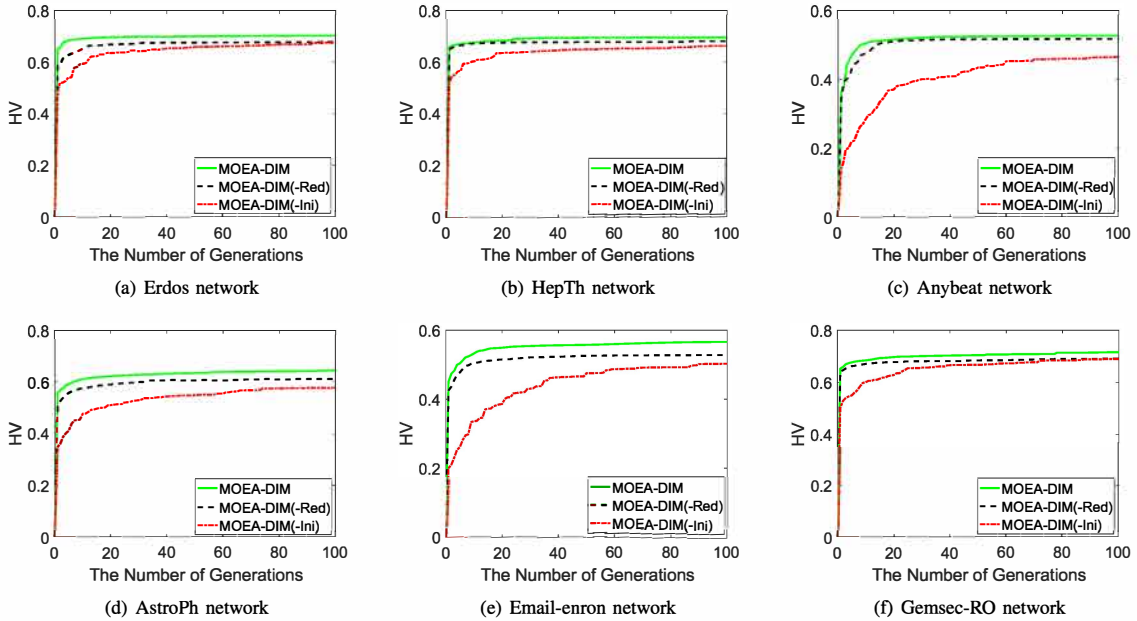 0.8
0.6
0.4
0.2
0
HV
MOEA-DIM
MOEA-DIM(-Red)
MOEA-DIM(-Ini)
0 20 40 60 80 100
The Number of Generations
(a) Erdos network
0.8
0.6
0.4
0.2
0
HV
MOEA-DIM
MOEA-DIM(-Red)
MOEA-DIM(-Ini)
0 20 40 60 80 100
The Number of Generations
(b) HepTh network
0.6
0.4
0.2
0
HV
MOEA-DIM
MOEA-DIM(-Red)
MOEA-DIM(-Ini)
0 20 40 60 80 100
The Number of Generations
(c) Anybeat network
0.8
0.6
0.4
0.2
0
HV
MOEA-DIM
MOEA-DIM(-Red)
MOEA-DIM(-Ini)
0 20 40 60 80 100
The Number of Generations
(d) AstroPh network
0.6
0.4
0.2
0
HV
MOEA-DIM
MOEA-DIM(-Red)
MOEA-DIM(-Ini)
0 20 40 60 80 100
The Number of Generations
(e) Email-enron network
0.8
0.6
0.4
0.2
0
HV
MOEA-DIM
MOEA-DIM(-Red)
MOEA-DIM(-Ini)
0 20 40 60 80 100
The Number of Generations
(f) Gemsec-RO network